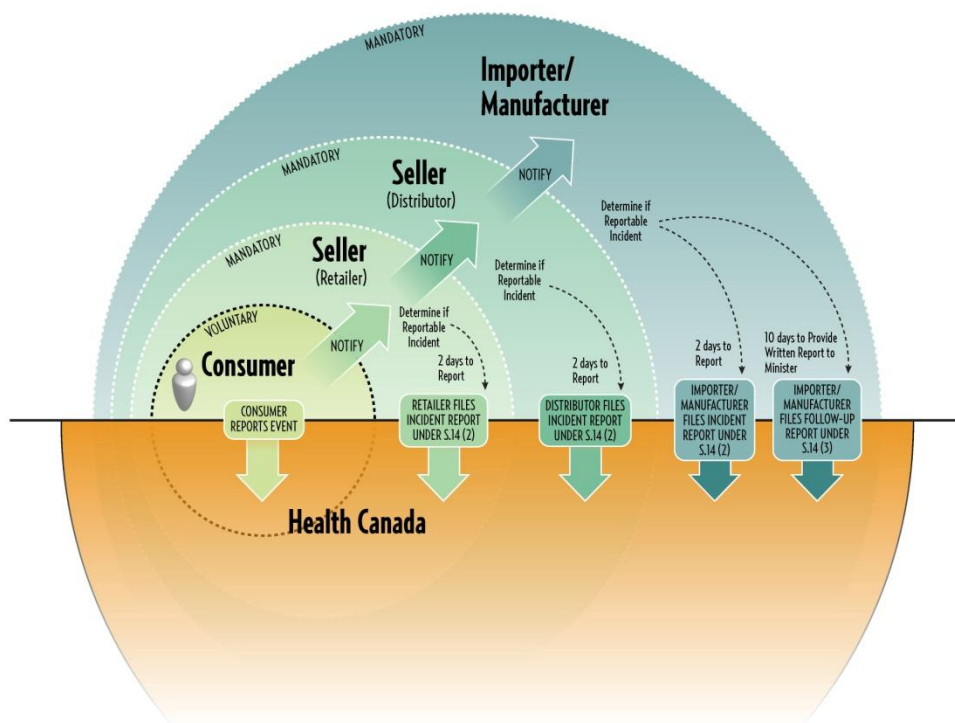 MANDATORY
Importer/
Manufacturer
MANDATORY
NOTIFY
Seller
(Distributor)
Determine if
Reportable
Incident
MANDATORY
NOTIFY
Seller
(Retailer)
Determine if
Reportable
Incident
VOLUNTARY
NOTIFY
Determine if
Reportable
Incident
Consumer
2 days to
Report
2 days to
Report
2 days to
Report
10 days to Provide
Written Report to
Minister
CONSUMER
REPORTS EVENT
RETAILER FILES
INCIDENT REPORT
UNDER S.14 (2)
DISTRIBUTOR FILES
INCIDENT REPORT
UNDER S.14 (2)
IMPORTER/
MANUFACTURER
FILES INCIDENT
REPORT UNDER
S.14 (2)
IMPORTER/
MANUFACTURER
FILES FOLLOW-UP
REPORT UNDER
S.14 (3)
Health Canada